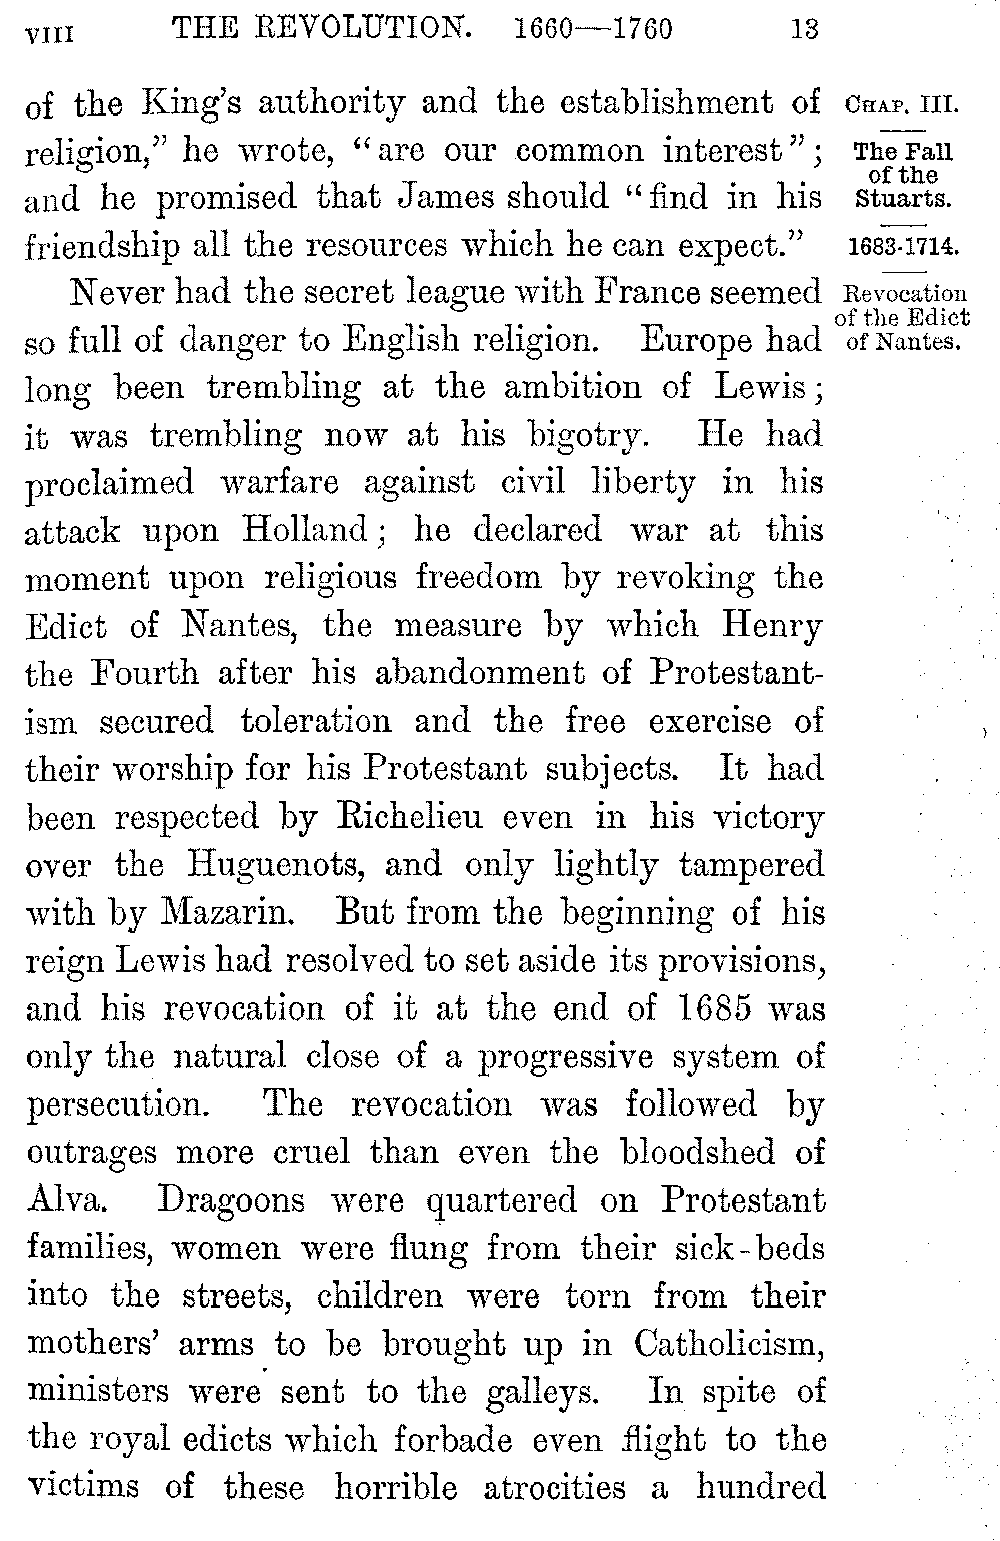 VIII THE REVOLUTION. 1660—1760 13
of the King's authority and the establishment of
religion,” he wrote, “are our common interest”;
and he promised that James should “find in his
friendship all the resources which he can expect.”
Never had the secret league with France seemed
so full of danger to English religion. Europe had
long been trembling at the ambition of Lewis;
it was trembling now at his bigotry. He had
proclaimed warfare against civil liberty in his
attack upon Holland; he declared war at this
moment upon religious freedom by revoking the
Edict of Nantes, the measure by which Henry
the Fourth after his abandonment of Protestant-
ism secured toleration and the free exercise of
their worship for his Protestant subjects. It had
been respected by Richelieu even in his victory
over the Huguenots, and only lightly tampered
with by Mazarin. But from the beginning of his
reign Lewis had resolved to set aside its provisions,
and his revocation of it at the end of 1685 was
only the natural close of a progressive system of
persecution. The revocation was followed by
outrages more cruel than even the bloodshed of
Alva. Dragoons were quartered on Protestant
families, women were flung from their sick-beds
into the streets, children were torn from their
mothers' arms to be brought up in Catholicism,
ministers were sent to the galleys. In spite of
the royal edicts which forbade even flight to the
victims of these horrible atrocities a hundred
CHAP. III.
The Fall
of the
Stuarts.
1683-1714.
Revocation
of the Edict
of Nantes.